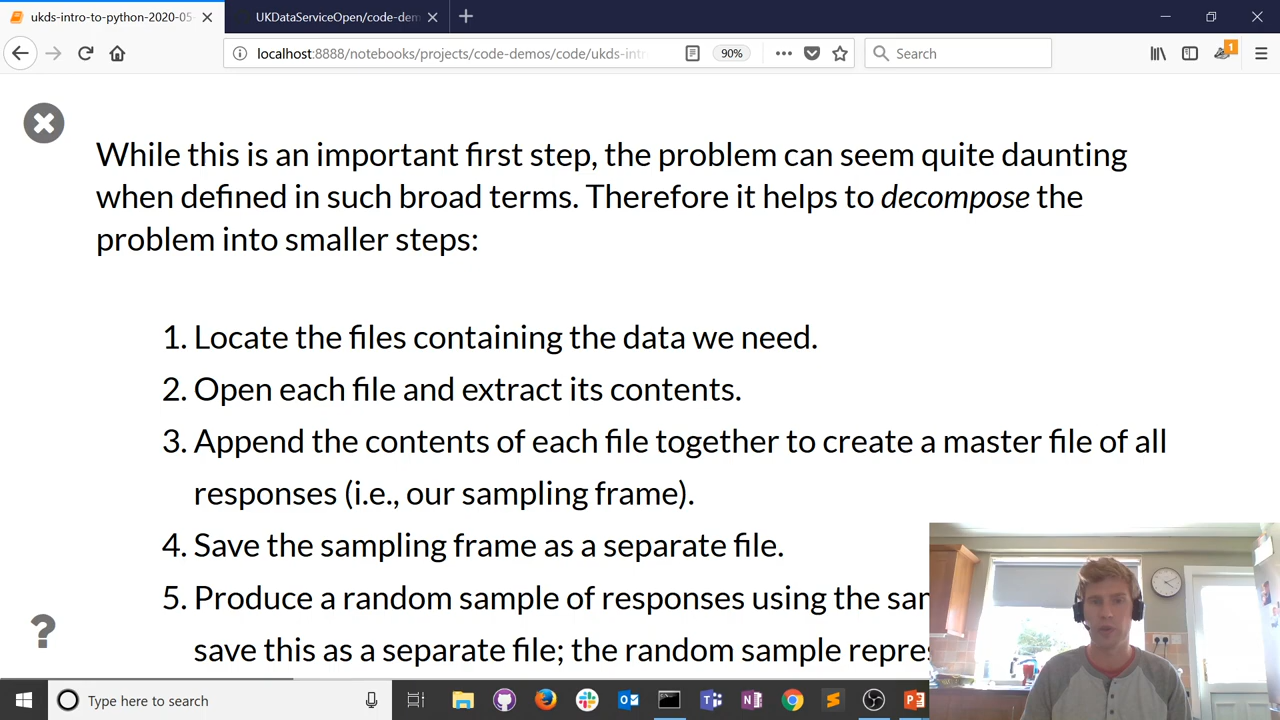 ukds-intro-to-python-2020-05-
UKDataServiceOpen/code-dem
localhost:8888/notebooks/projects/code-demos/code/ukds-intr
90%
Search
1
While this is an important first step, the problem can seem quite daunting
when defined in such broad terms. Therefore it helps to decompose the
problem into smaller steps:
1. Locate the files containing the data we need.
2. Open each file and extract its contents.
3. Append the contents of each file together to create a master file of all
responses (i.e., our sampling frame).
4. Save the sampling frame as a separate file.
5. Produce a random sample of responses using the sam
save this as a separate file; the random sample repres
?
Type here to search